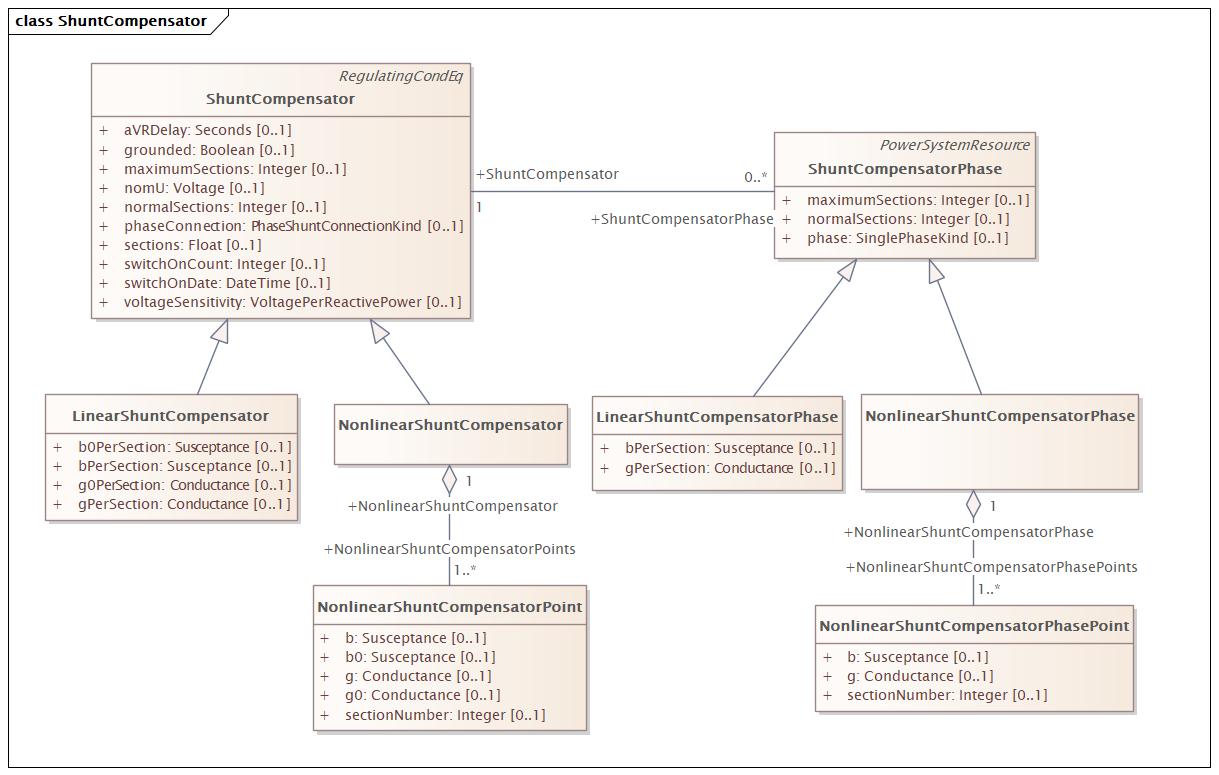 class ShuntCompensator
RegulatingCondEq
ShuntCompensator
+ aVRDelay: Seconds [0..1]
+ grounded: Boolean [0..1]
+ maximumSections: Integer [0..1]
+ nomU: Voltage [0..1]
+ normalSections: Integer [0..1]
+ phaseConnection: PhaseShuntConnectionKind [0..1]
+ sections: Float [0..1]
+ switchOnCount: Integer [0..1]
+ switchOnDate: DateTime [0..1]
+ voltageSensitivity: VoltagePerReactivePower [0..1]
+ShuntCompensator
1
0..*
+ShuntCompensatorPhase
PowerSystemResource
ShuntCompensatorPhase
+ maximumSections: Integer [0..1]
+ normalSections: Integer [0..1]
+ phase: SinglePhaseKind [0..1]
LinearShuntCompensator
+ b0PerSection: Susceptance [0..1]
+ bPerSection: Susceptance [0..1]
+ g0PerSection: Conductance [0..1]
+ gPerSection: Conductance [0..1]
NonlinearShuntCompensator
1
+NonlinearShuntCompensator
+NonlinearShuntCompensatorPoints
1..*
NonlinearShuntCompensatorPoint
+ b: Susceptance [0..1]
+ b0: Susceptance [0..1]
+ g: Conductance [0..1]
+ g0: Conductance [0..1]
+ sectionNumber: Integer [0..1]
LinearShuntCompensatorPhase
+ bPerSection: Susceptance [0..1]
+ gPerSection: Conductance [0..1]
NonlinearShuntCompensatorPhase
1
+NonlinearShuntCompensatorPhase
+NonlinearShuntCompensatorPhasePoints
1..*
NonlinearShuntCompensatorPhasePoint
+ b: Susceptance [0..1]
+ g: Conductance [0..1]
+ sectionNumber: Integer [0..1]